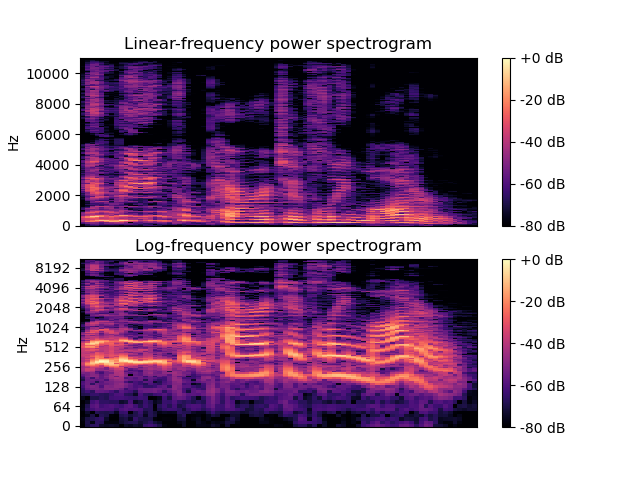 Linear-frequency power spectrogram
10000
8000
6000
4000
2000
0
Hz
+0 dB
-20 dB
-40 dB
-60 dB
-80 dB
Log-frequency power spectrogram
8192
4096
2048
1024
512
256
128
64
0
Hz
+0 dB
-20 dB
-40 dB
-60 dB
-80 dB